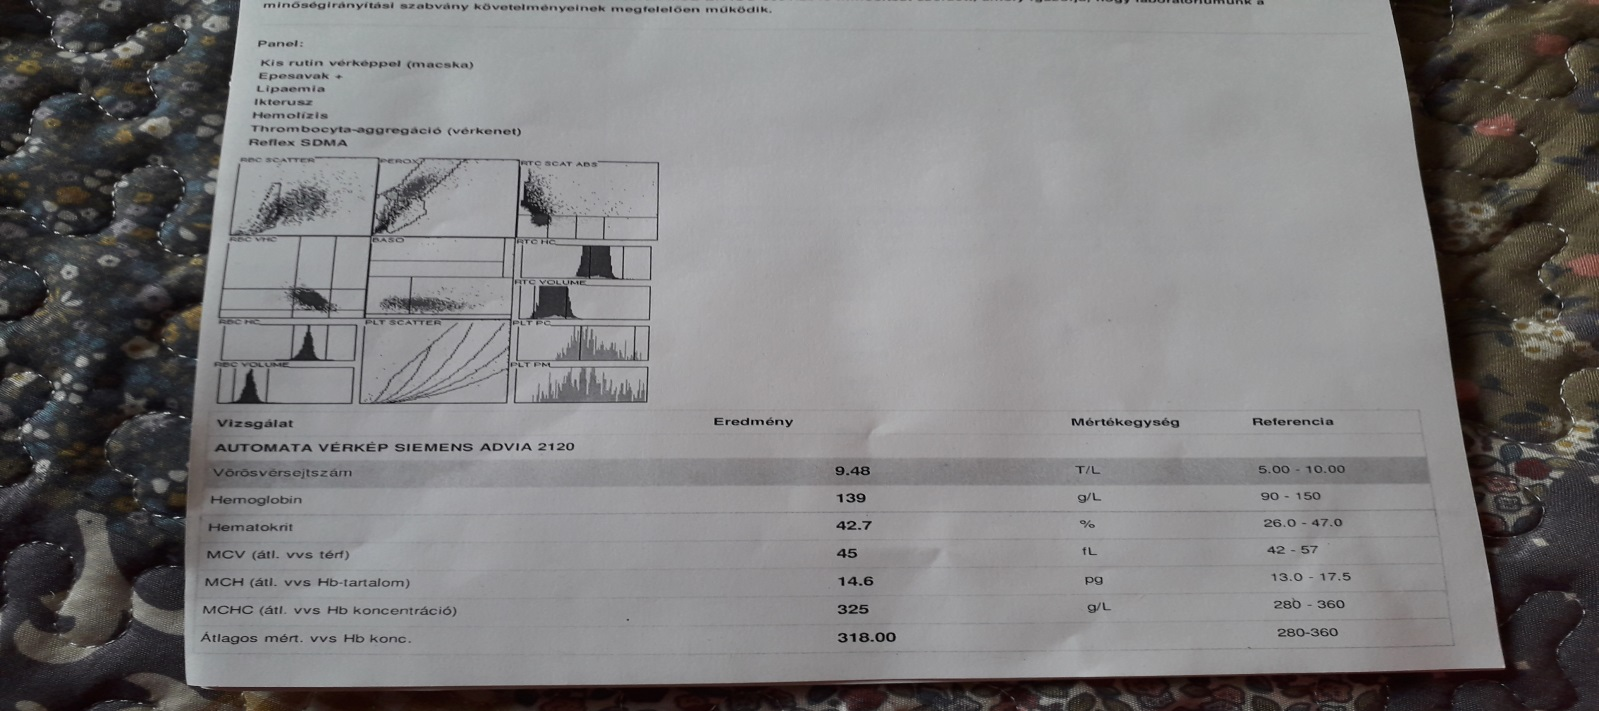 minőségirányítási szabvány követelményeinek megfelelően működik.
Panel:
Kis rutin vérképpel (macska)
Epesavak +
Lipaemia
Ikterusz
Hemolízis
Thrombocyta-aggregáció (vérkenet)
Reflex SDMA
RBC SCATTER PEROX RTC SCAT ABS
RBC VHC BASO RTC HC
RTC VOLUME
RBC HC PLT SCATTER PLT PC
RBC VOLUME PLT PM
Vizsgálat Eredmény Mértékegység Referencia
AUTOMATA VÉRKÉP SIEMENS ADVIA 2120
Vörösvérsejtszám 9.48 T/L 5.00 - 10.00
Hemoglobin 139 g/L 90 - 150
Hematokrit 42.7 % 26.0 - 47.0
MCV (átl. vvs térf) 45 fL 42 - 57
MCH (átl. vvs Hb-tartalom) 14.6 pg 13.0 - 17.5
MCHC (átl. vvs Hb koncentráció) 325 g/L 280 - 360
Átlagos mért. vvs Hb konc. 318.00 280-360